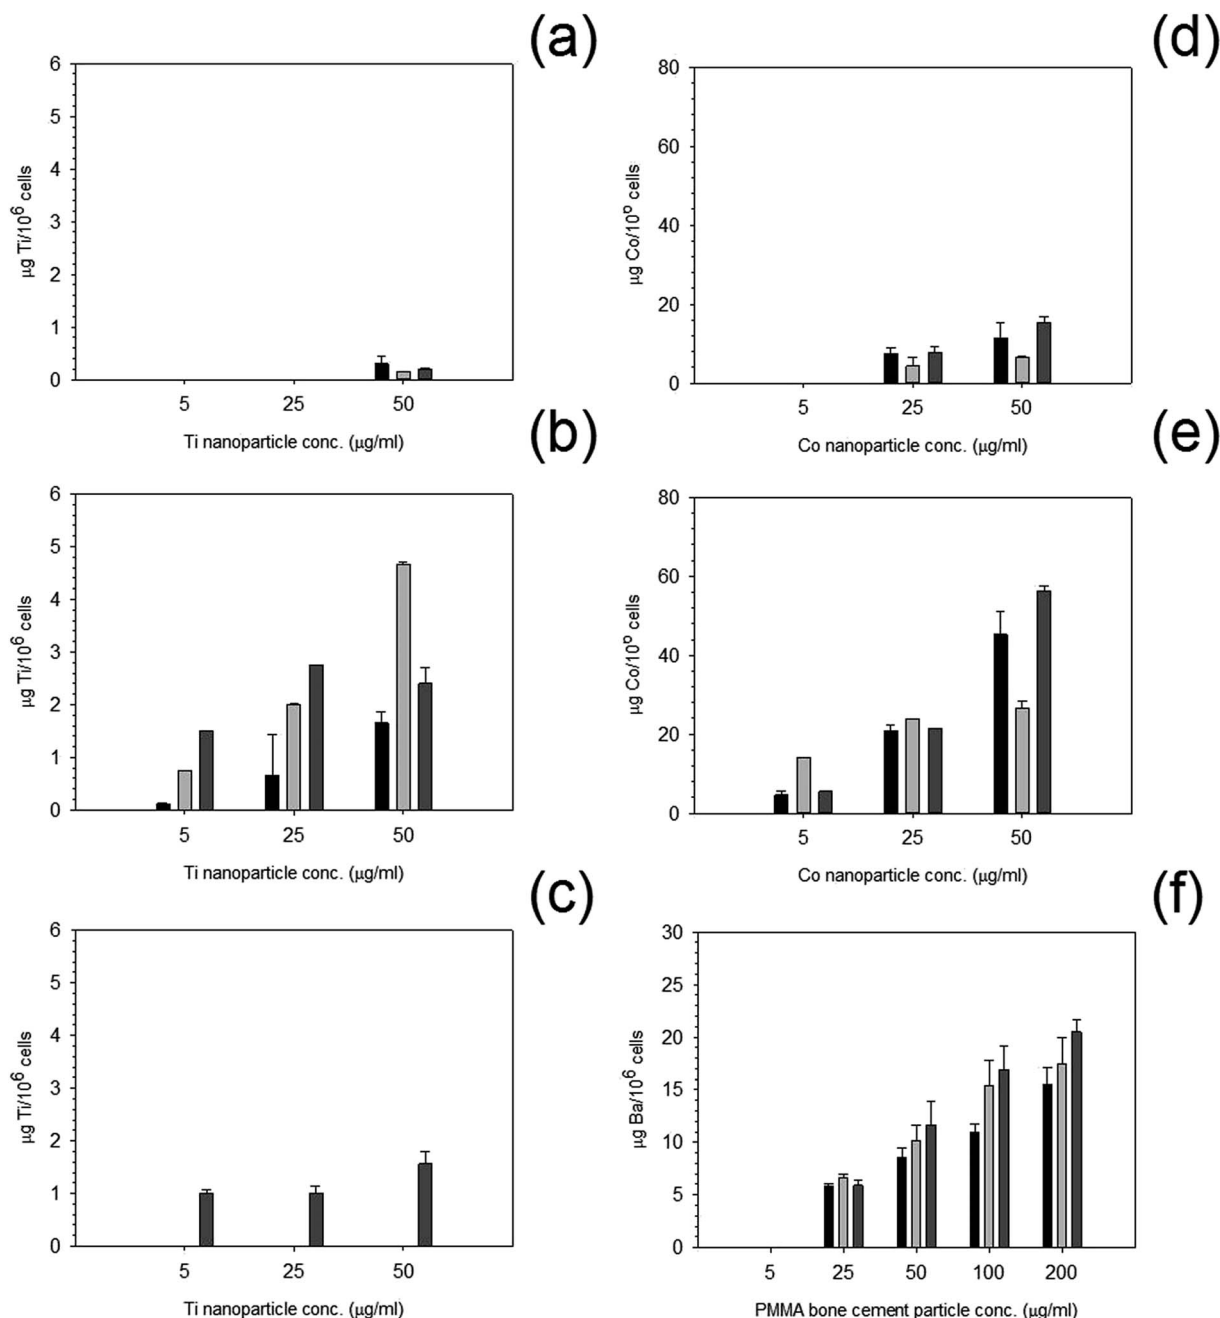 (a)
6
5
4
3
2
1
0
µg Ti/10⁶ cells
5 25 50
Ti nanoparticle conc. (µg/ml)
(b)
6
5
4
3
2
1
0
µg Ti/10⁶ cells
5 25 50
Ti nanoparticle conc. (µg/ml)
(c)
6
5
4
3
2
1
0
µg Ti/10⁶ cells
5 25 50
Ti nanoparticle conc. (µg/ml)
(d)
80
60
40
20
0
µg Co/10⁶ cells
5 25 50
Co nanoparticle conc. (µg/ml)
(e)
80
60
40
20
0
µg Co/10⁶ cells
5 25 50
Co nanoparticle conc. (µg/ml)
(f)
30
25
20
15
10
5
0
µg Ba/10⁶ cells
5 25 50 100 200
PMMA bone cement particle conc. (µg/ml)